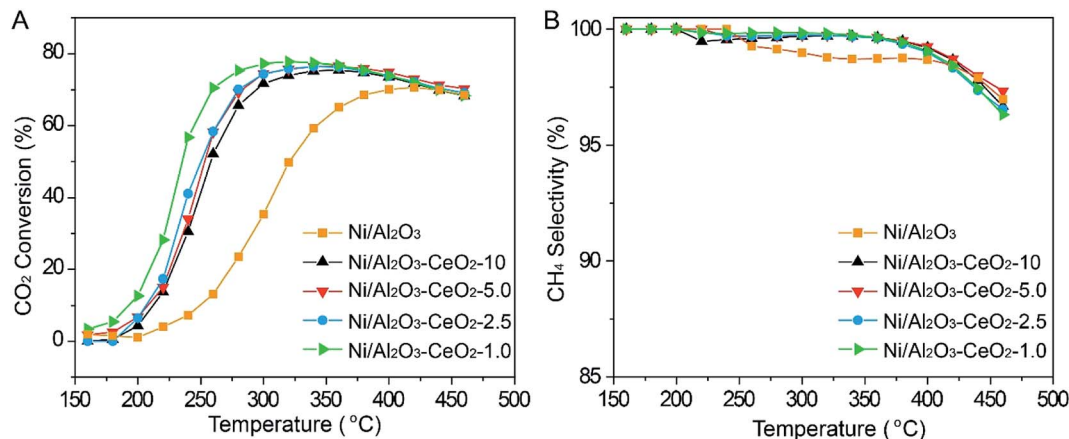 A
CO₂ Conversion (%)
80
60
40
20
0
Ni/Al₂O₃
Ni/Al₂O₃-CeO₂-10
Ni/Al₂O₃-CeO₂-5.0
Ni/Al₂O₃-CeO₂-2.5
Ni/Al₂O₃-CeO₂-1.0
150 200 250 300 350 400 450 500
Temperature ( °C)
B
CH₄ Selectivity (%)
100
95
90
85
Ni/Al₂O₃
Ni/Al₂O₃-CeO₂-10
Ni/Al₂O₃-CeO₂-5.0
Ni/Al₂O₃-CeO₂-2.5
Ni/Al₂O₃-CeO₂-1.0
150 200 250 300 350 400 450 500
Temperature ( °C)